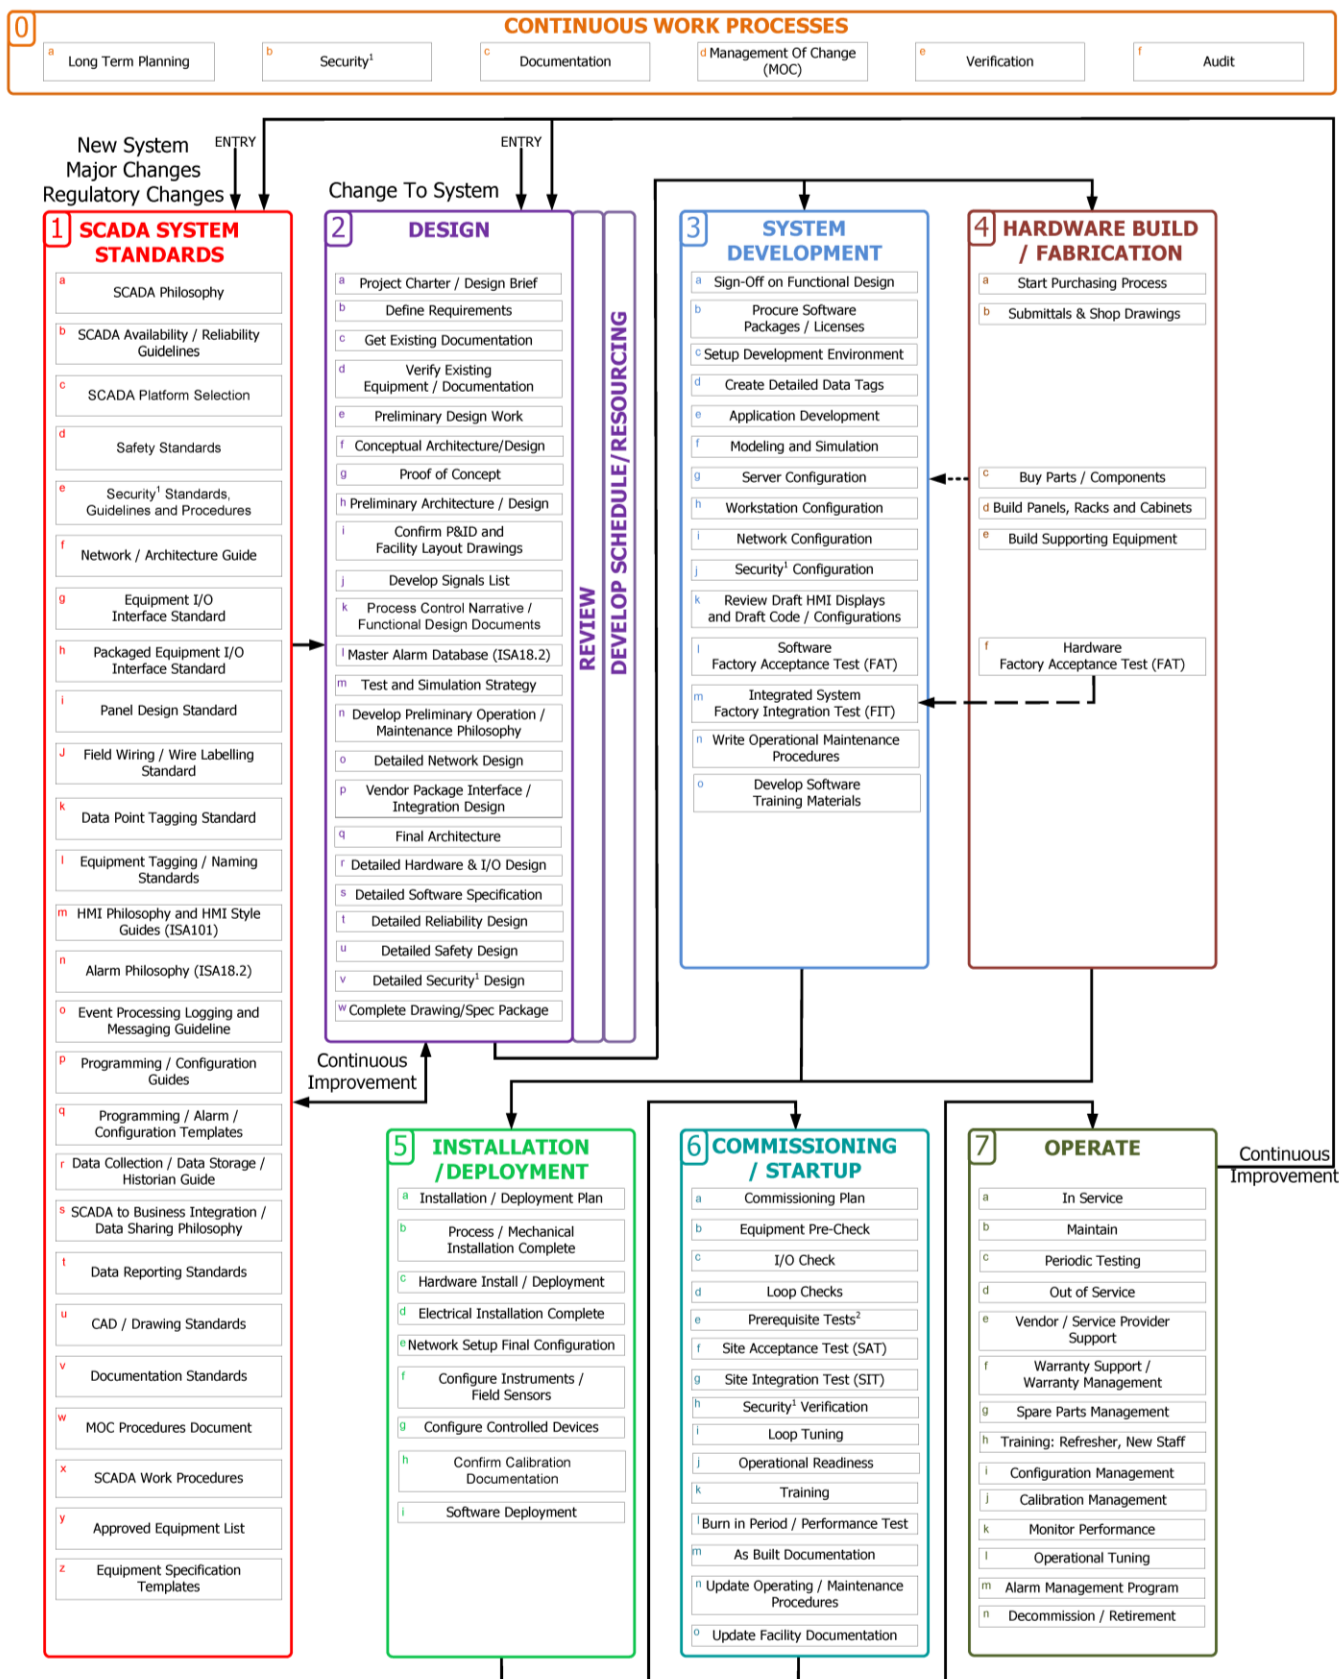 0
CONTINUOUS WORK PROCESSES
a
Long Term Planning
b
Security¹
c
Documentation
d
Management Of Change
(MOC)
e
Verification
f
Audit
New System
Major Changes
Regulatory Changes
ENTRY
Change To System
ENTRY
1
SCADA SYSTEM
STANDARDS
a
SCADA Philosophy
b
SCADA Availability / Reliability
Guidelines
c
SCADA Platform Selection
d
Safety Standards
e
Security¹ Standards,
Guidelines and Procedures
f
Network / Architecture Guide
g
Equipment I/O
Interface Standard
h
Packaged Equipment I/O
Interface Standard
i
Panel Design Standard
J
Field Wiring / Wire Labelling
Standard
k
Data Point Tagging Standard
l
Equipment Tagging / Naming
Standards
m
HMI Philosophy and HMI Style
Guides (ISA101)
n
Alarm Philosophy (ISA18.2)
o
Event Processing Logging and
Messaging Guideline
p
Programming / Configuration
Guides
q
Programming / Alarm /
Configuration Templates
r
Data Collection / Data Storage /
Historian Guide
s
SCADA to Business Integration /
Data Sharing Philosophy
t
Data Reporting Standards
u
CAD / Drawing Standards
v
Documentation Standards
w
MOC Procedures Document
x
SCADA Work Procedures
y
Approved Equipment List
z
Equipment Specification
Templates
2
DESIGN
a
Project Charter / Design Brief
b
Define Requirements
c
Get Existing Documentation
d
Verify Existing
Equipment / Documentation
e
Preliminary Design Work
f
Conceptual Architecture/Design
g
Proof of Concept
h
Preliminary Architecture / Design
i
Confirm P&ID and
Facility Layout Drawings
j
Develop Signals List
k
Process Control Narrative /
Functional Design Documents
l
Master Alarm Database (ISA18.2)
m
Test and Simulation Strategy
n
Develop Preliminary Operation /
Maintenance Philosophy
o
Detailed Network Design
p
Vendor Package Interface /
Integration Design
q
Final Architecture
r
Detailed Hardware & I/O Design
s
Detailed Software Specification
t
Detailed Reliability Design
u
Detailed Safety Design
v
Detailed Security¹ Design
w
Complete Drawing/Spec Package
REVIEW
DEVELOP SCHEDULE/RESOURCING
Continuous
Improvement
3
SYSTEM
DEVELOPMENT
a
Sign-Off on Functional Design
b
Procure Software
Packages / Licenses
c
Setup Development Environment
d
Create Detailed Data Tags
e
Application Development
f
Modeling and Simulation
g
Server Configuration
h
Workstation Configuration
i
Network Configuration
j
Security¹ Configuration
k
Review Draft HMI Displays
and Draft Code / Configurations
l
Software
Factory Acceptance Test (FAT)
m
Integrated System
Factory Integration Test (FIT)
n
Write Operational Maintenance
Procedures
o
Develop Software
Training Materials
4
HARDWARE BUILD
/ FABRICATION
a
Start Purchasing Process
b
Submittals & Shop Drawings
c
Buy Parts / Components
d
Build Panels, Racks and Cabinets
e
Build Supporting Equipment
f
Hardware
Factory Acceptance Test (FAT)
5
INSTALLATION
/DEPLOYMENT
a
Installation / Deployment Plan
b
Process / Mechanical
Installation Complete
c
Hardware Install / Deployment
d
Electrical Installation Complete
e
Network Setup Final Configuration
f
Configure Instruments /
Field Sensors
g
Configure Controlled Devices
h
Confirm Calibration
Documentation
i
Software Deployment
6
COMMISSIONING
/ STARTUP
a
Commissioning Plan
b
Equipment Pre-Check
c
I/O Check
d
Loop Checks
e
Prerequisite Tests²
f
Site Acceptance Test (SAT)
g
Site Integration Test (SIT)
h
Security¹ Verification
i
Loop Tuning
j
Operational Readiness
k
Training
l
Burn in Period / Performance Test
m
As Built Documentation
n
Update Operating / Maintenance
Procedures
o
Update Facility Documentation
7
OPERATE
a
In Service
b
Maintain
c
Periodic Testing
d
Out of Service
e
Vendor / Service Provider
Support
f
Warranty Support /
Warranty Management
g
Spare Parts Management
h
Training: Refresher, New Staff
i
Configuration Management
j
Calibration Management
k
Monitor Performance
l
Operational Tuning
m
Alarm Management Program
n
Decommission / Retirement
Continuous
Improvement